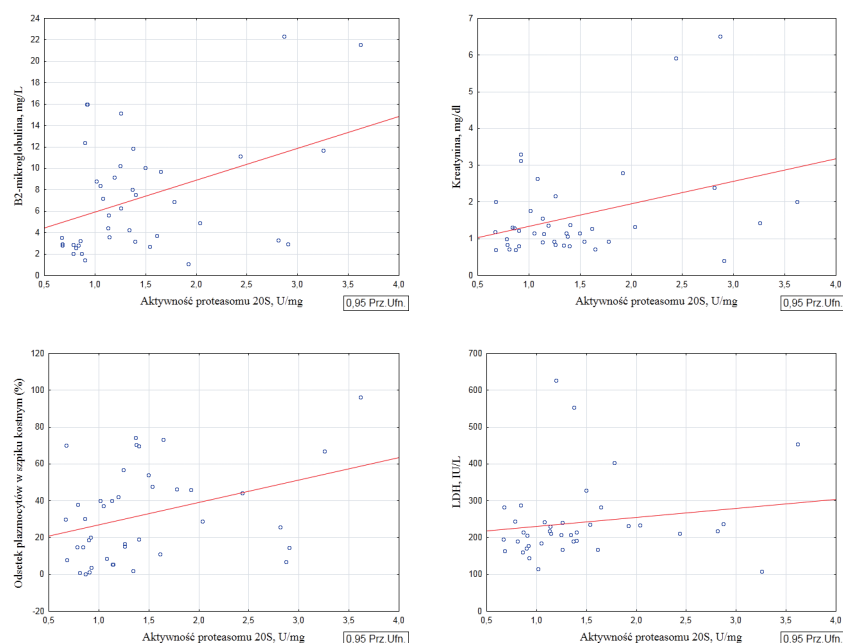 24
22
20
18
16
14
12
10
8
6
4
2
0
B2-mikroglobulina, mg/L
0,5 1,0 1,5 2,0 2,5 3,0 3,5 4,0
Aktywność proteasomu 20S, U/mg
0,95 Prz.Ufn.
7
6
5
4
3
2
1
0
Kreatynina, mg/dl
0,5 1,0 1,5 2,0 2,5 3,0 3,5 4,0
Aktywność proteasomu 20S, U/mg
0,95 Prz.Ufn.
120
100
80
60
40
20
0
-20
Odsetek plazmocytów w szpiku kostnym (%)
0,5 1,0 1,5 2,0 2,5 3,0 3,5 4,0
Aktywność proteasomu 20S, U/mg
0,95 Prz.Ufn.
700
600
500
400
300
200
100
0
LDH, IU/L
0,5 1,0 1,5 2,0 2,5 3,0 3,5 4,0
Aktywność proteasomu 20S, U/mg
0,95 Prz.Ufn.